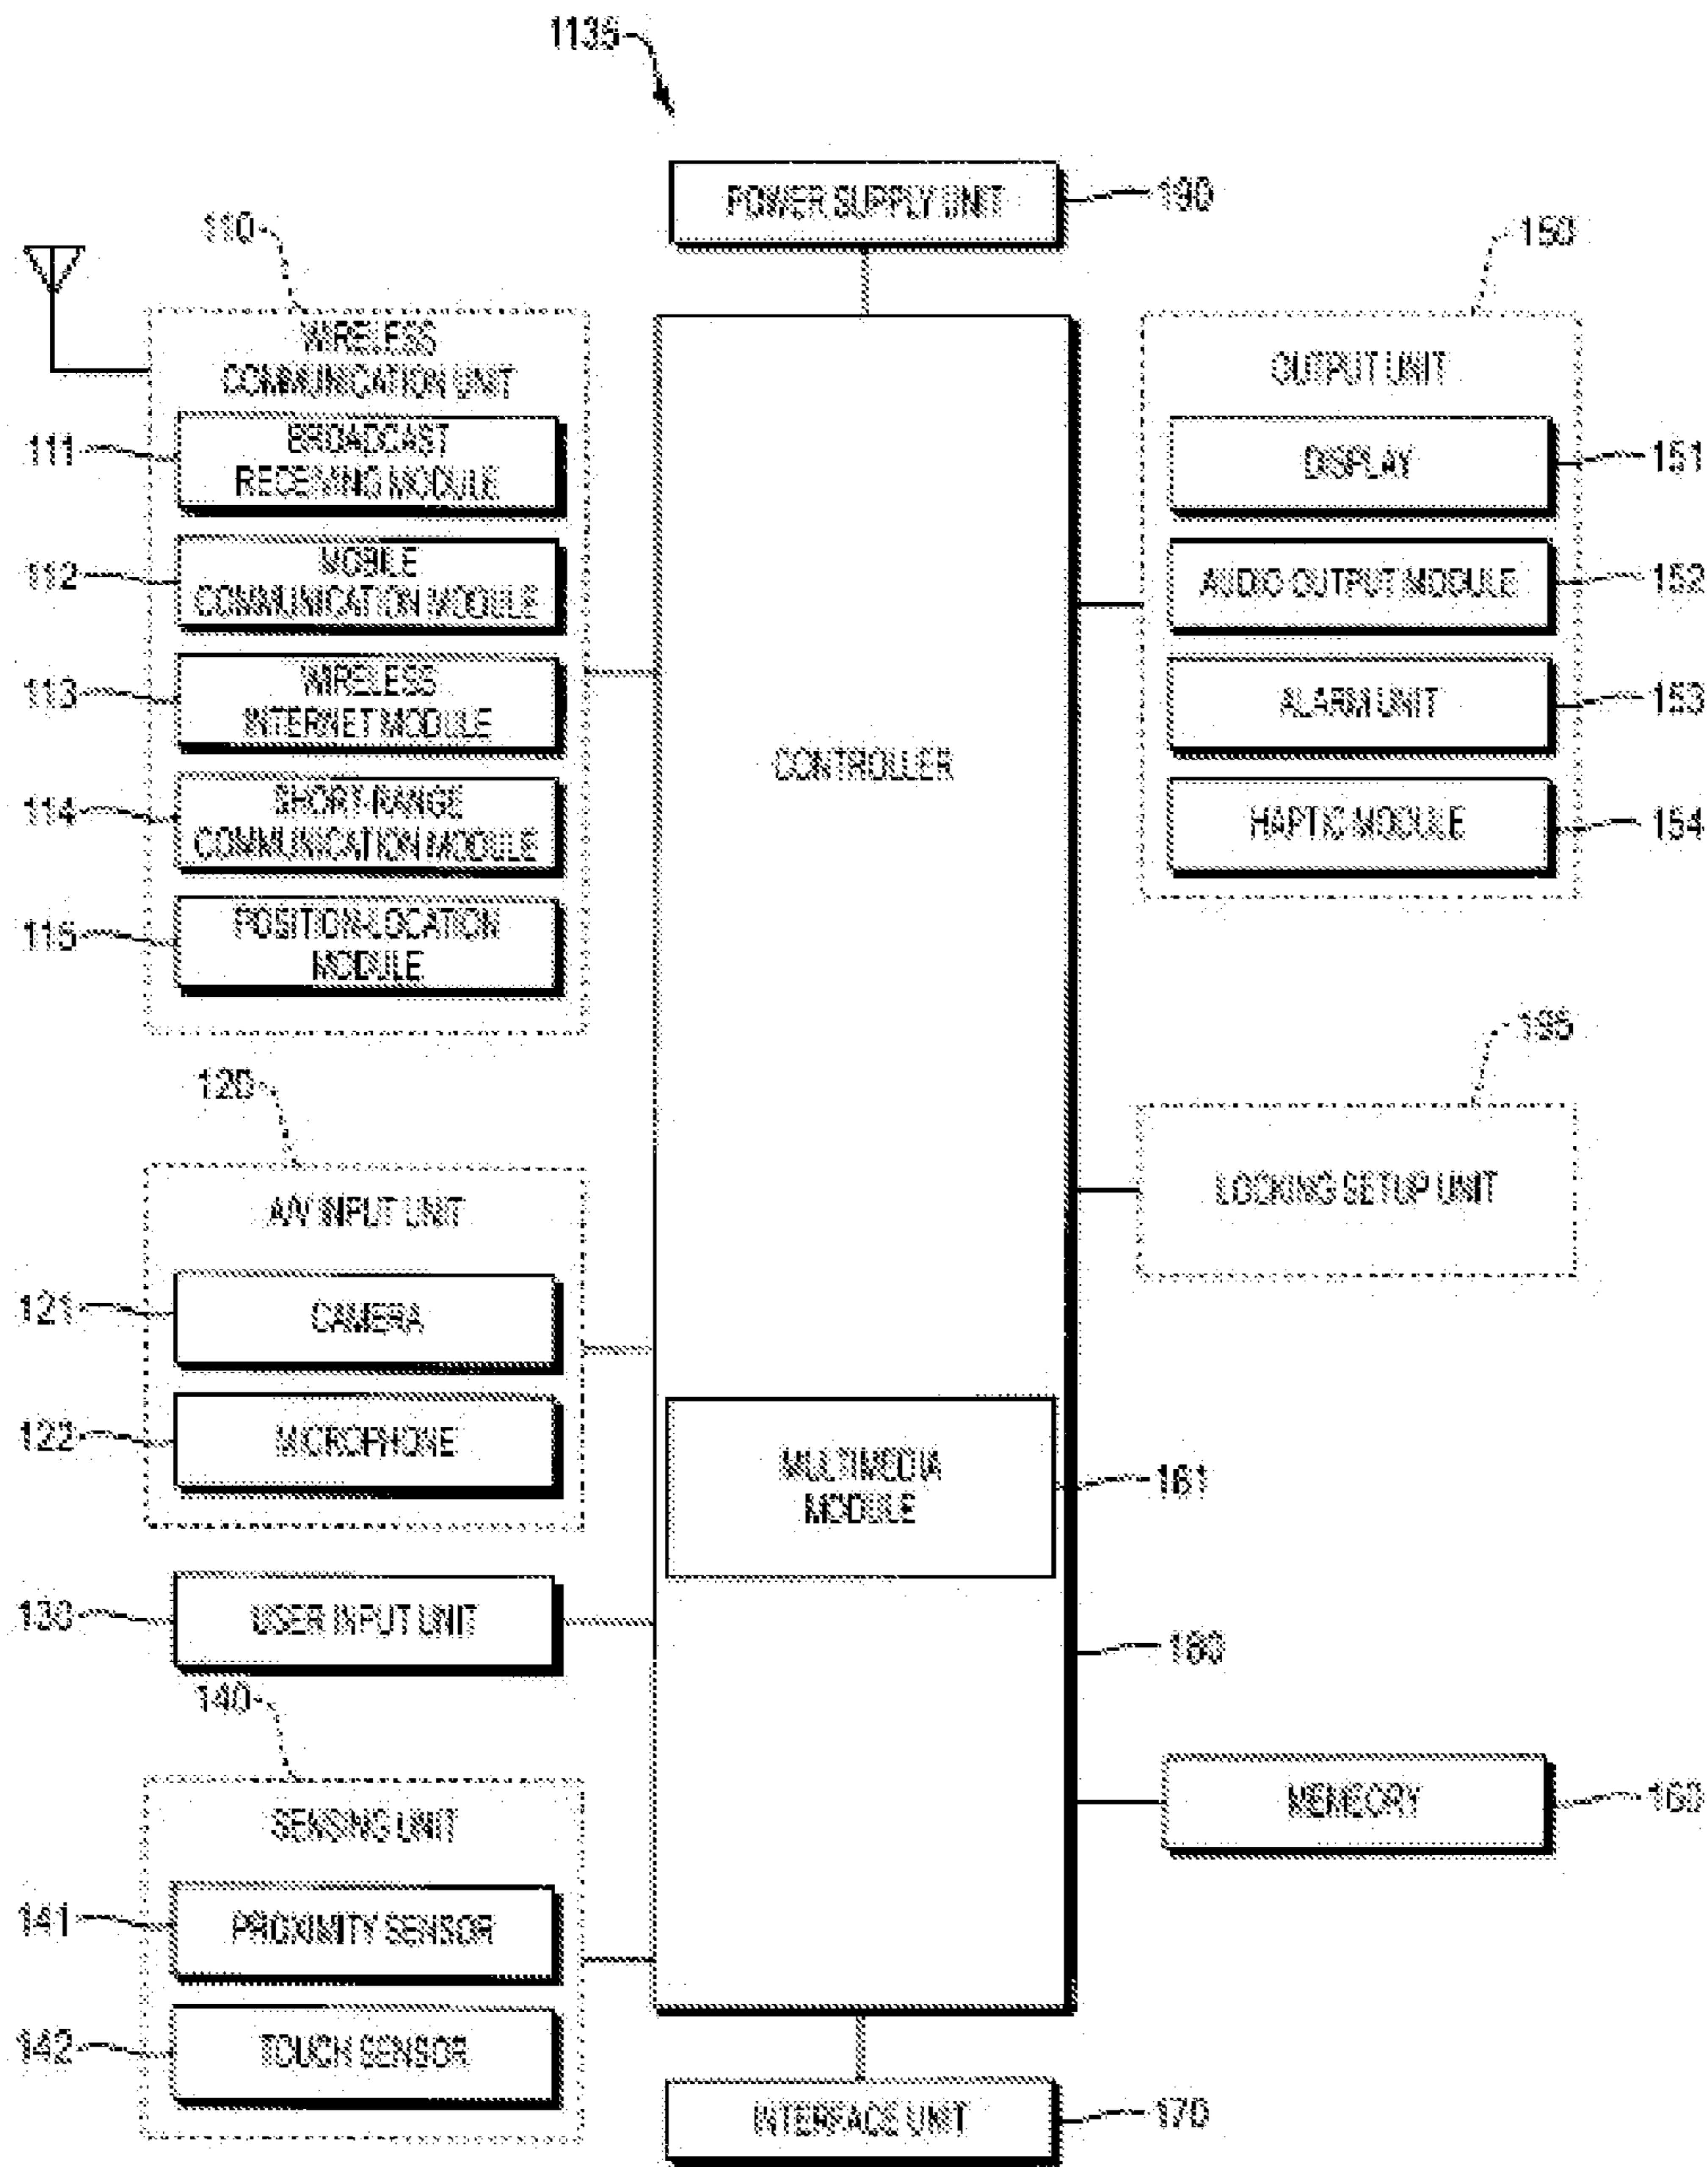 1135
POWER SUPPLY UNIT
190
110
WIRELESS
COMMUNICATION UNIT
111
BROADCAST
RECEIVING MODULE
112
MOBILE
COMMUNICATION MODULE
113
WIRELESS
INTERNET MODULE
114
SHORT-RANGE
COMMUNICATION MODULE
115
POSITION-LOCATION
MODULE
120
A/V INPUT UNIT
121
CAMERA
122
MICROPHONE
130
USER INPUT UNIT
140
SENSING UNIT
141
PROXIMITY SENSOR
142
TOUCH SENSOR
CONTROLLER
MULTIMEDIA
MODULE
181
180
INTERFACE UNIT
170
150
OUTPUT UNIT
DISPLAY
151
AUDIO OUTPUT MODULE
152
ALARM UNIT
153
HAPTIC MODULE
154
195
LOCKING SETUP UNIT
MEMECRY
160